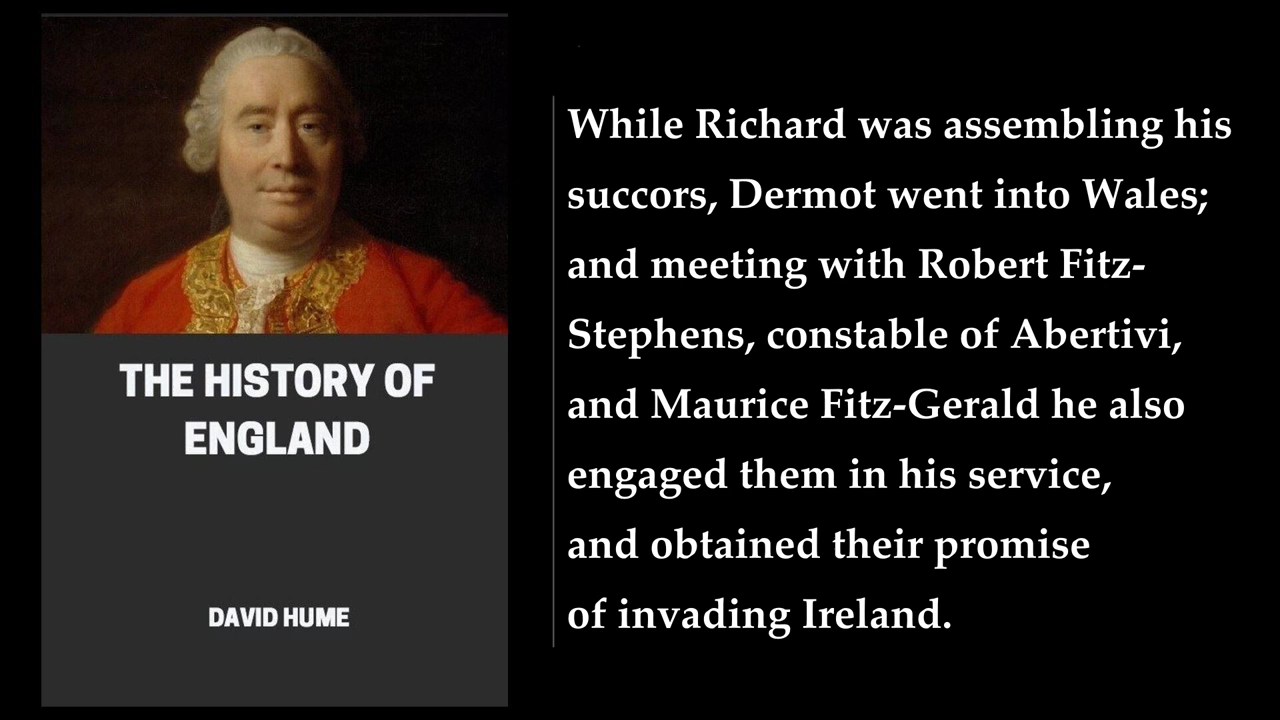 THE HISTORY OF
ENGLAND
DAVID HUME
While Richard was assembling his
succors, Dermot went into Wales;
and meeting with Robert Fitz-
Stephens, constable of Abertivi,
and Maurice Fitz-Gerald he also
engaged them in his service,
and obtained their promise
of invading Ireland.